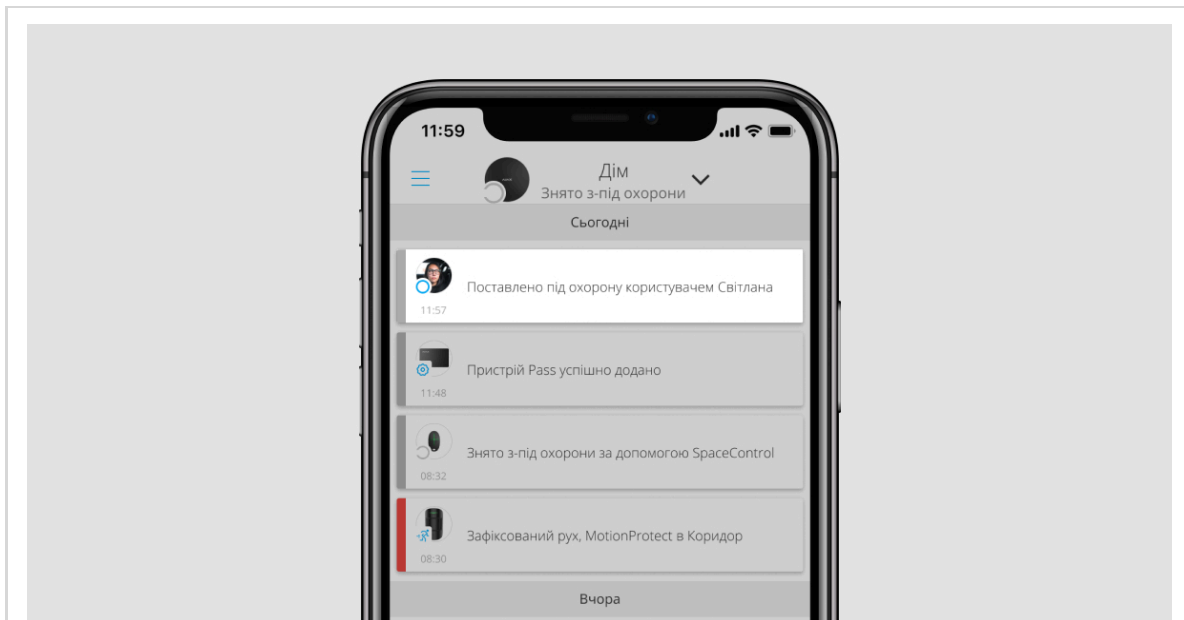 11:59
Дім
Знято з-під охорони
Сьогодні
Поставлено під охорону користувачем Світлана
11:57
Пристрій Pass успішно додано
11:48
Знято з-під охорони за допомогою SpaceControl
08:32
Зафіксований рух, MotionProtect в Коридор
08:30
Вчора